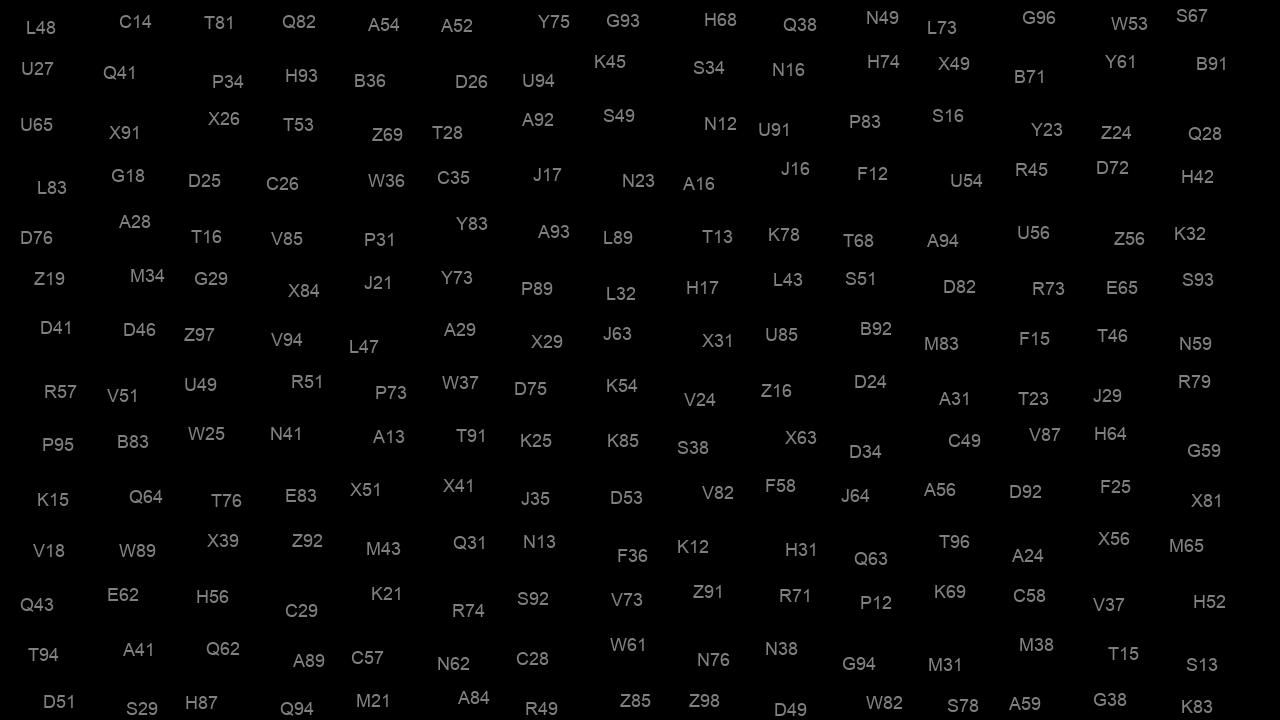 L48 C14 T81 Q82 A54 A52 Y75 G93 H68 Q38 N49 L73 G96 W53 S67
U27 Q41 P34 H93 B36 D26 U94 K45 S34 N16 H74 X49 B71 Y61 B91
U65 X91 X26 T53 Z69 T28 A92 S49 N12 U91 P83 S16 Y23 Z24 Q28
L83 G18 D25 C26 W36 C35 J17 N23 A16 J16 F12 U54 R45 D72 H42
D76 A28 T16 V85 P31 Y83 A93 L89 T13 K78 T68 A94 U56 Z56 K32
Z19 M34 G29 X84 J21 Y73 P89 L32 H17 L43 S51 D82 R73 E65 S93
D41 D46 Z97 V94 L47 A29 X29 J63 X31 U85 B92 M83 F15 T46 N59
R57 V51 U49 R51 P73 W37 D75 K54 V24 Z16 D24 A31 T23 J29 R79
P95 B83 W25 N41 A13 T91 K25 K85 S38 X63 D34 C49 V87 H64 G59
K15 Q64 T76 E83 X51 X41 J35 D53 V82 F58 J64 A56 D92 F25 X81
V18 W89 X39 Z92 M43 Q31 N13 F36 K12 H31 Q63 T96 A24 X56 M65
Q43 E62 H56 C29 K21 R74 S92 V73 Z91 R71 P12 K69 C58 V37 H52
T94 A41 Q62 A89 C57 N62 C28 W61 N76 N38 G94 M31 M38 T15 S13
D51 S29 H87 Q94 M21 A84 R49 Z85 Z98 D49 W82 S78 A59 G38 K83